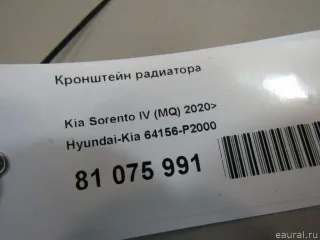 Кронштейн радиатора
Kia Sorento IV (MQ) 2020>
Hyundai-Kia 64156-P2000
81 075 991
eaural.ru/